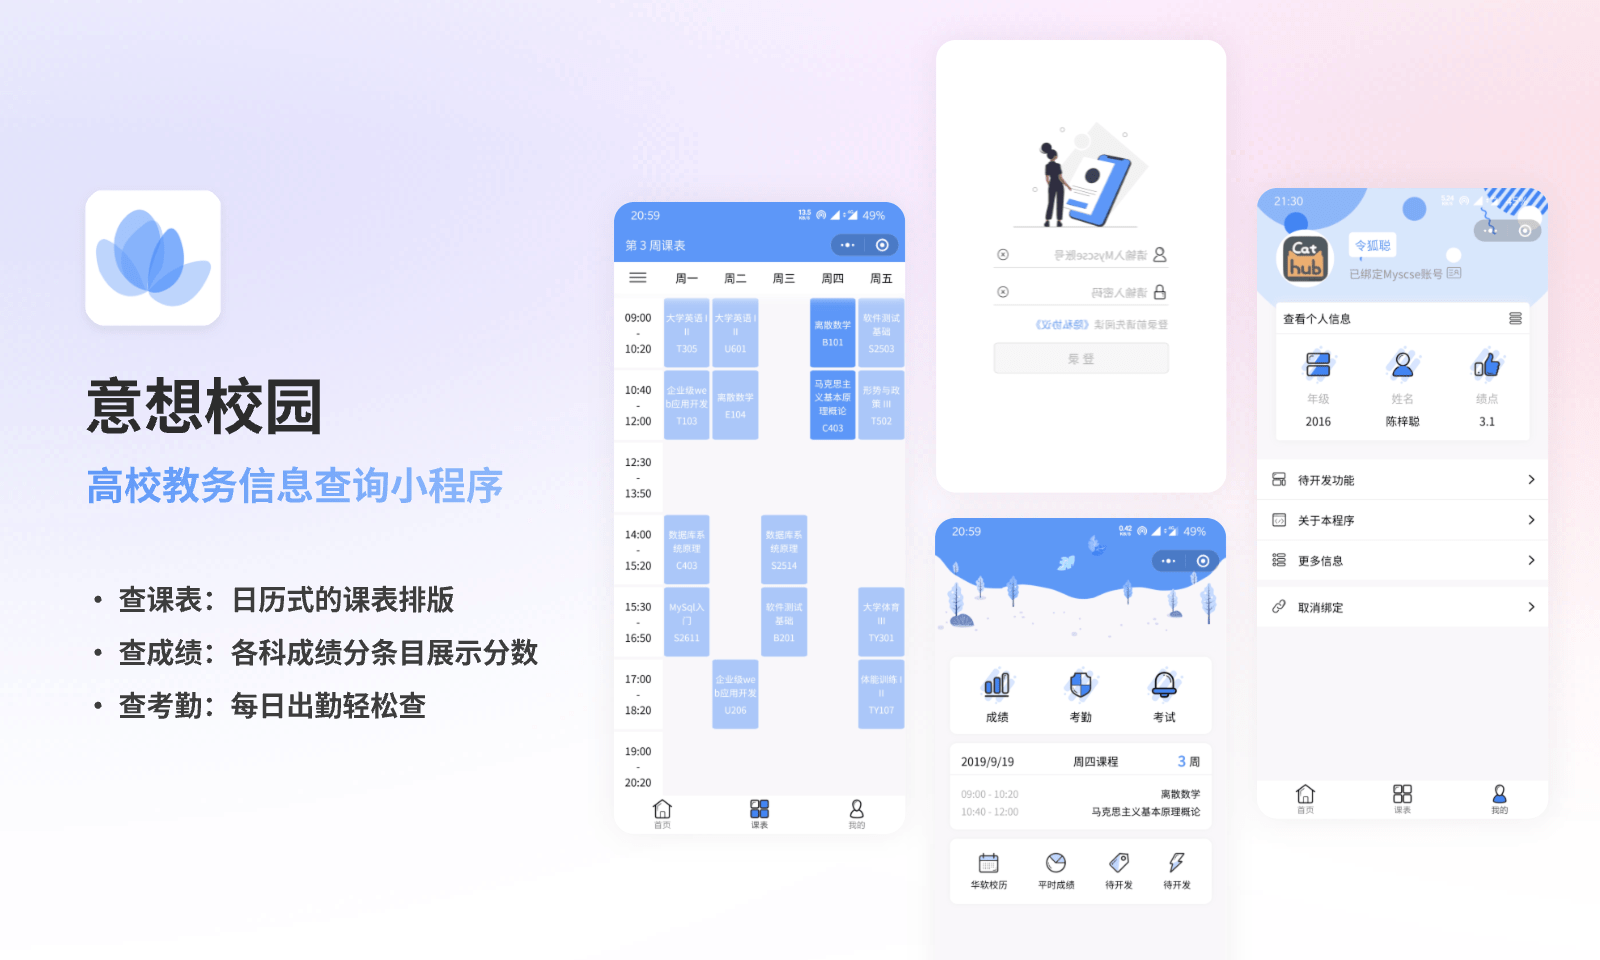 意想校园
高校教务信息查询小程序
• 查课表：日历式的课表排版
• 查成绩：各科成绩分条目展示分数
• 查考勤：每日出勤轻松查
20:59
49%
第 3 周课表
周一 周二 周三 周四 周五
09:00
-
10:20
大学英语 I
II
T305
大学英语 I
II
U601
离散数学
B101
软件测试
基础
S2503
10:40
-
12:00
企业级we
b应用开发
T103
离散数学
E104
马克思主
义基本原
理概论
C403
形势与政
策 III
T502
12:30
-
13:50
14:00
-
15:20
数据库系
统原理
C403
数据库系
统原理
S2514
15:30
-
16:50
MySql入
门
S2611
软件测试
基础
B201
大学体育
III
TY301
17:00
-
18:20
企业级we
b应用开发
U206
体能训练 I
II
TY107
19:00
-
20:20
首页 课表 我的
请输入Myscse账号
请输入密码
登录前请先阅读《隐私协议》
登 录
20:59
0.42
49%
成绩 考勤 考试
2019/9/19 周四课程 3 周
09:00 - 10:20 离散数学
10:40 - 12:00 马克思主义基本原理概论
华软校历 平时成绩 待开发 待开发
21:30
Cat
hub
令狐聪
已绑定Myscse账号
查看个人信息
年级 姓名 绩点
2016 陈梓聪 3.1
待开发功能
关于本程序
更多信息
取消绑定
首页 课表 我的